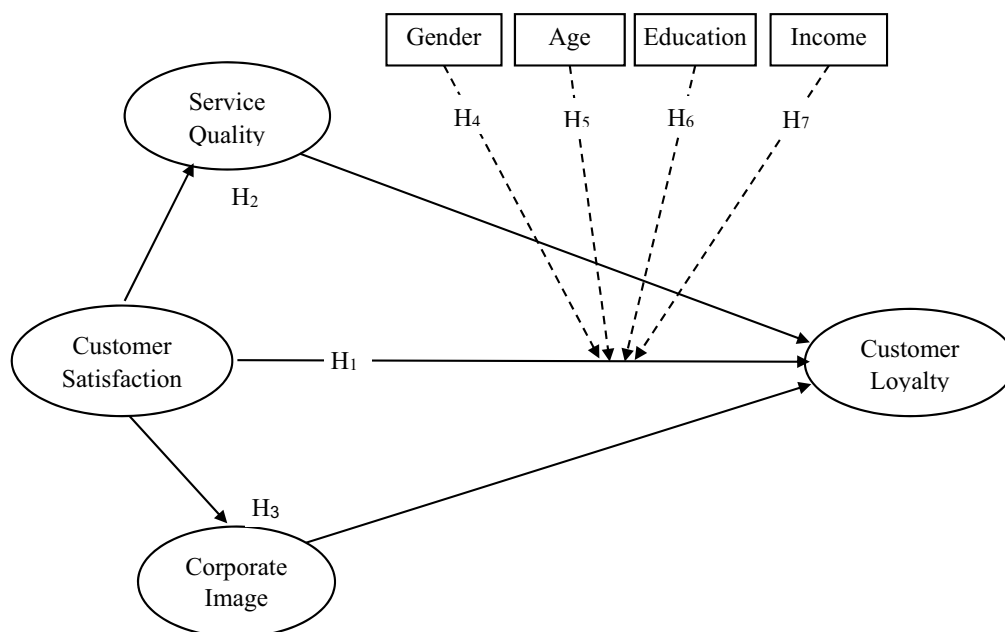 Gender
Age
Education
Income
H4
H5
H6
H7
Service
Quality
H2
Customer
Satisfaction
H1
Customer
Loyalty
H3
Corporate
Image